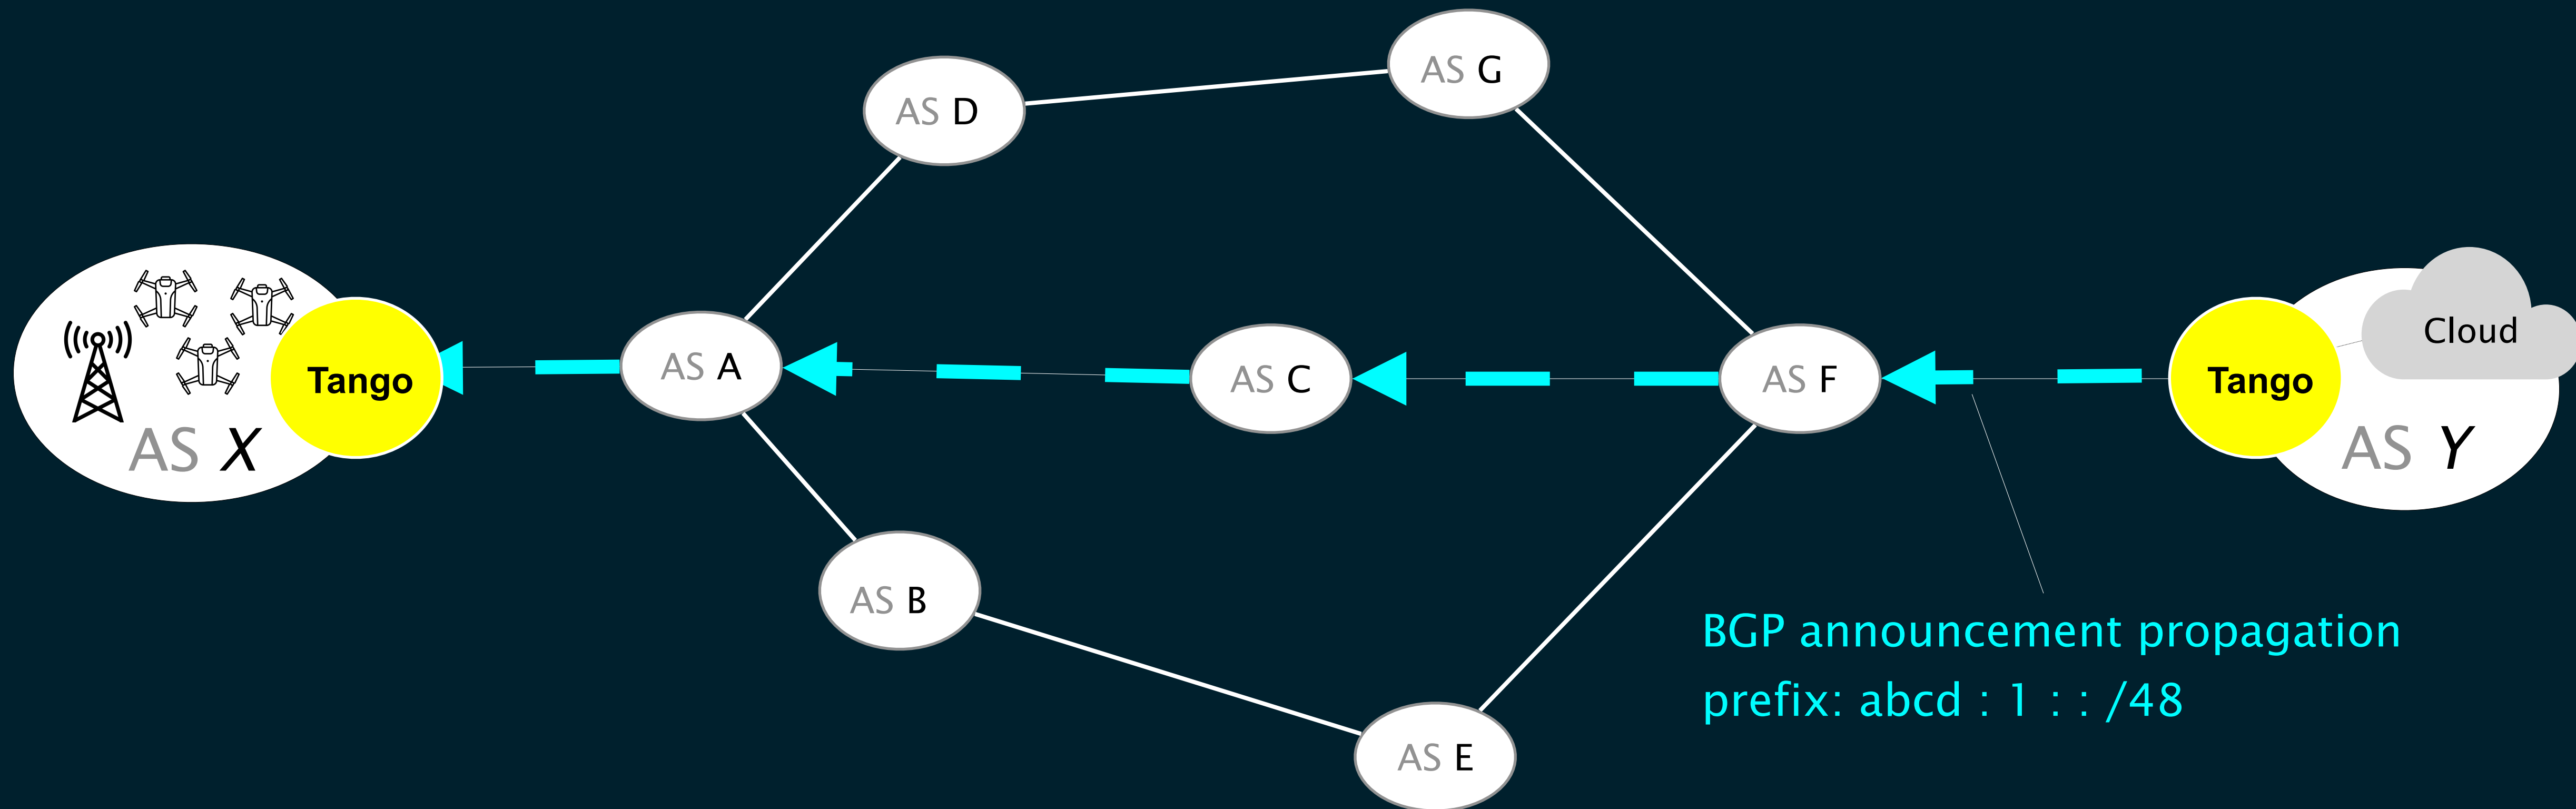 AS G
AS D
Cloud
AS A
AS C
AS F
Tango
Tango
AS X
AS Y
AS B
BGP announcement propagation
prefix: abcd : 1 : : /48
AS E